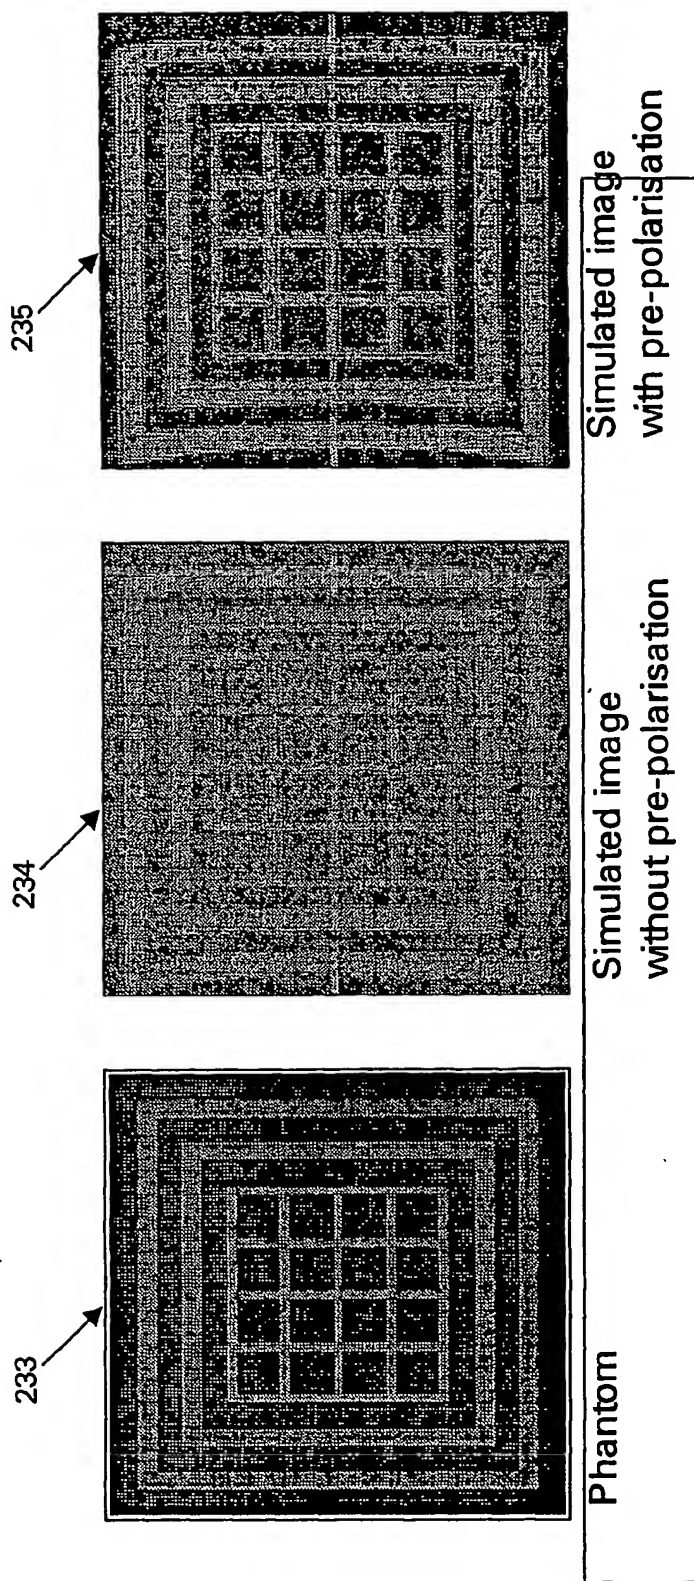 233
Phantom
234
Simulated image
without pre-polarisation
235
Simulated image
with pre-polarisation